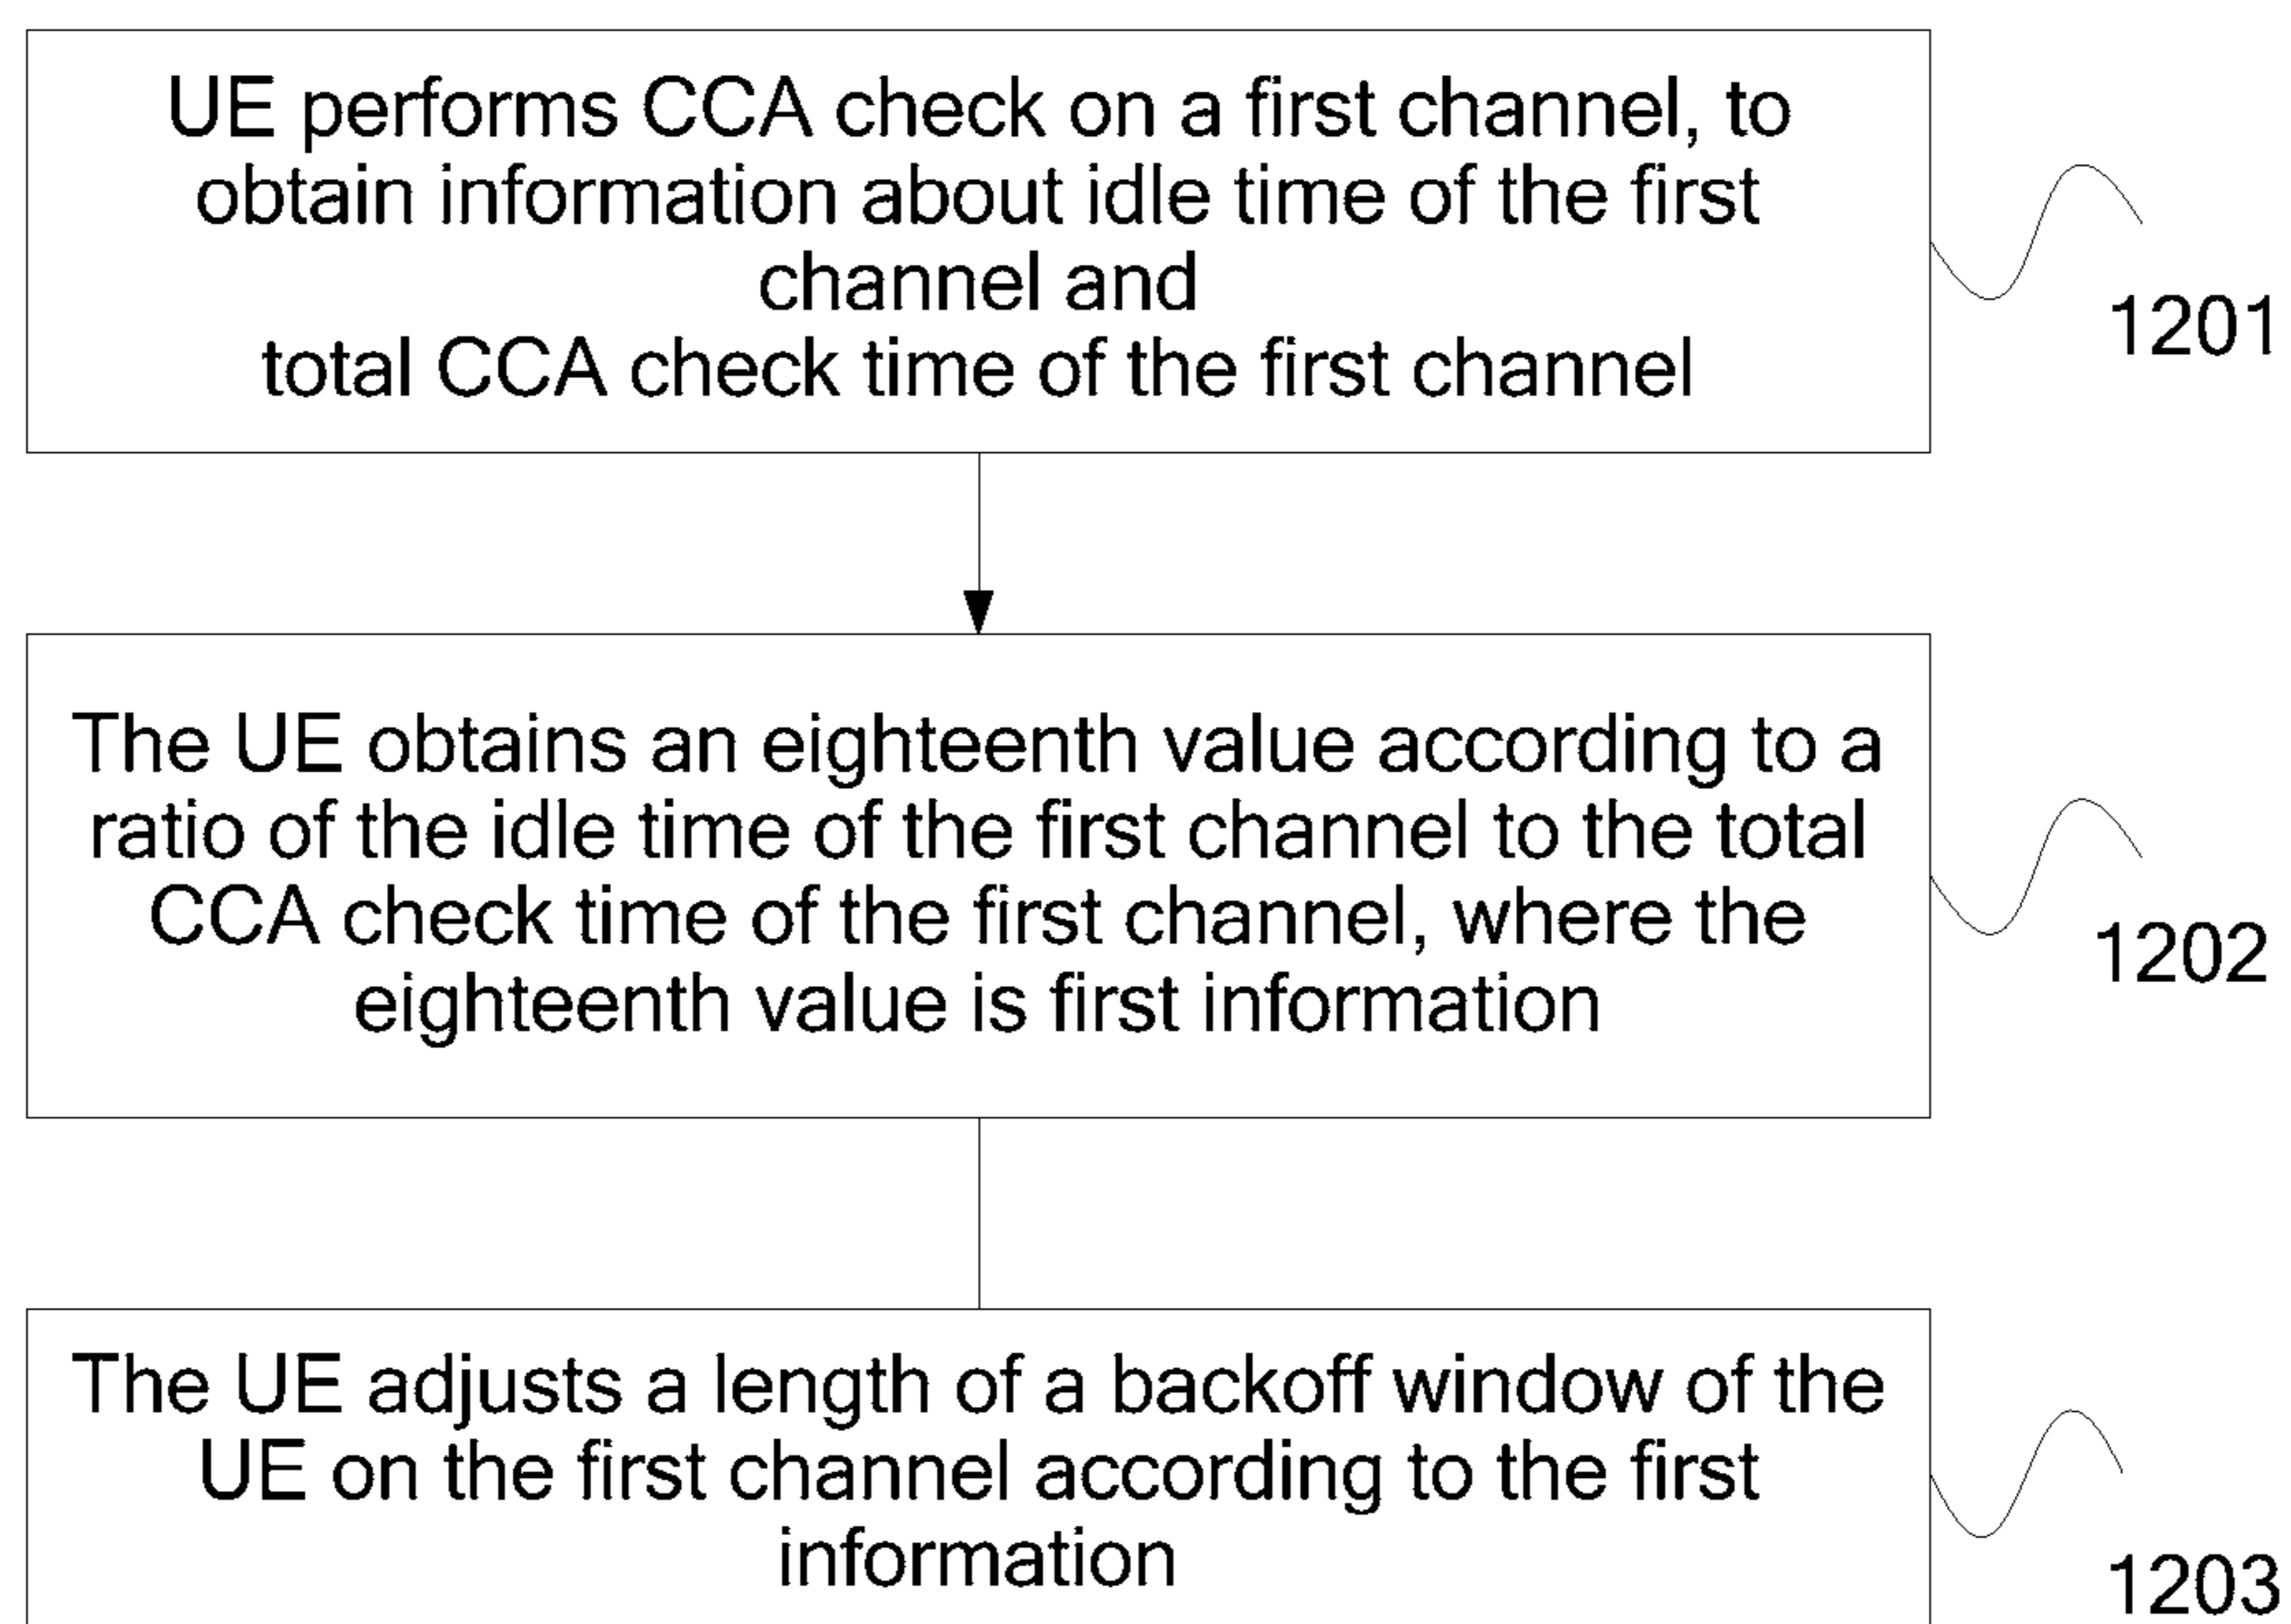 UE performs CCA check on a first channel, to
obtain information about idle time of the first
channel and
total CCA check time of the first channel
1201
The UE obtains an eighteenth value according to a
ratio of the idle time of the first channel to the total
CCA check time of the first channel, where the
eighteenth value is first information
1202
The UE adjusts a length of a backoff window of the
UE on the first channel according to the first
information
1203